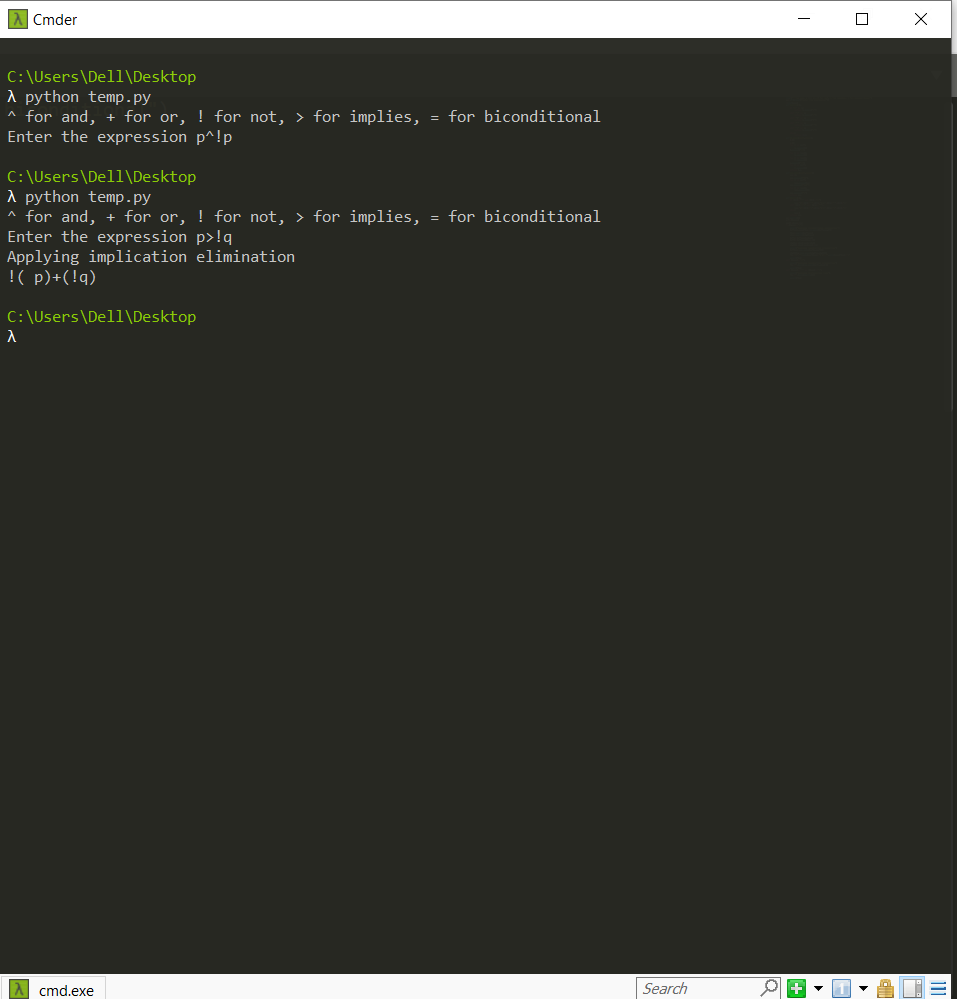 Cmder
C:\Users\Dell\Desktop
λ python temp.py
^ for and, + for or, ! for not, > for implies, = for biconditional
Enter the expression p^!p
C:\Users\Dell\Desktop
λ python temp.py
^ for and, + for or, ! for not, > for implies, = for biconditional
Enter the expression p>!q
Applying implication elimination
!( p)+(!q)
C:\Users\Dell\Desktop
λ
cmd.exe
Search